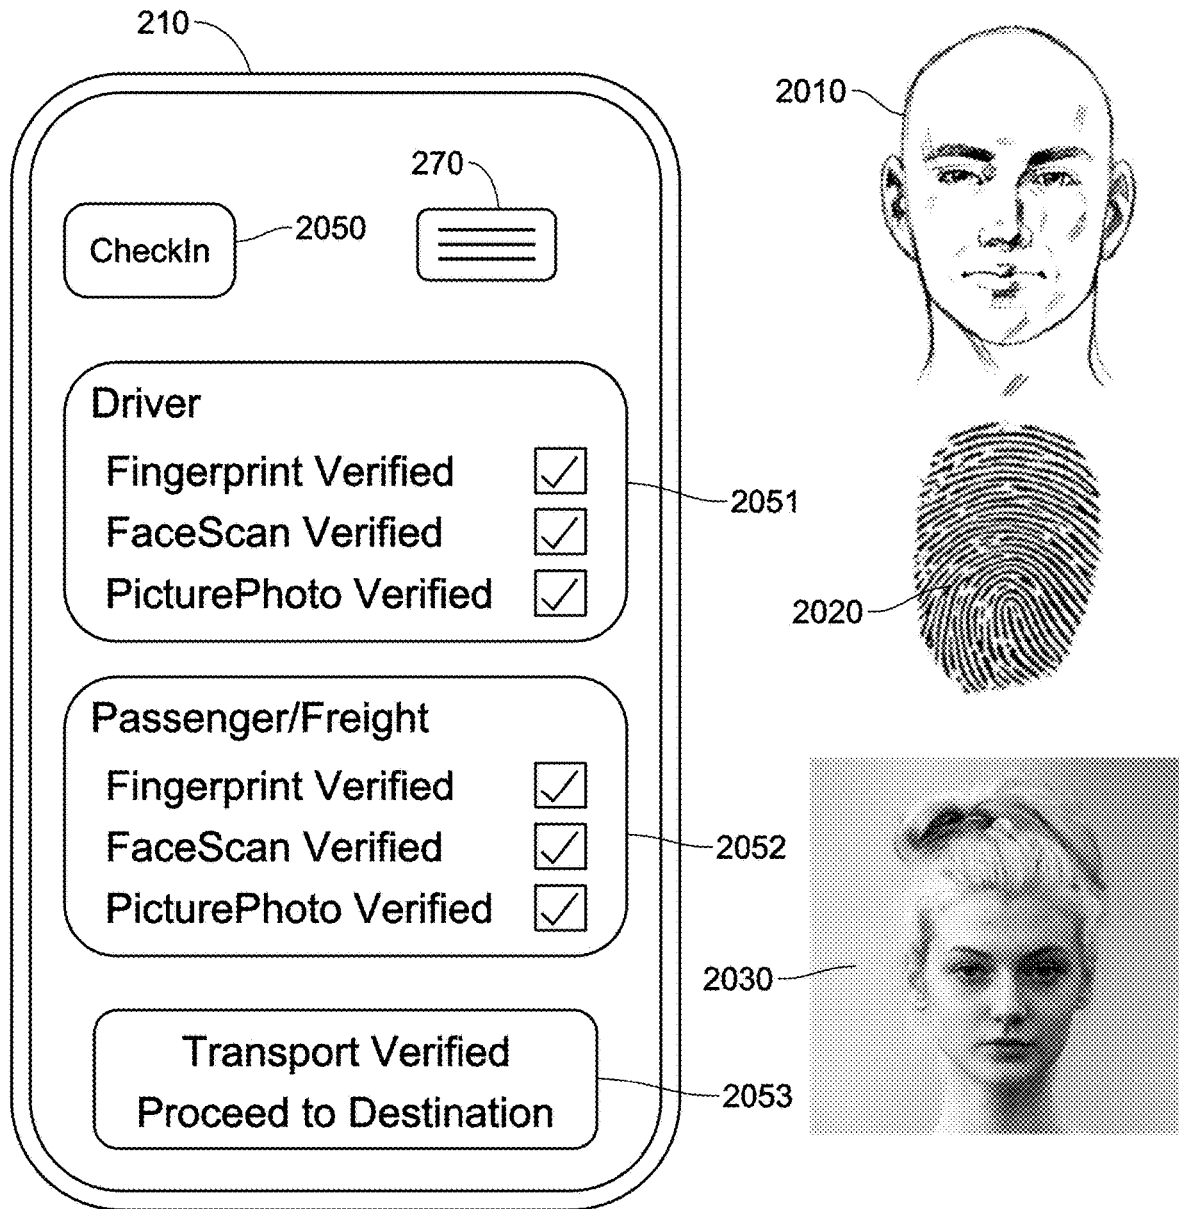 210
2010
270
CheckIn
2050
Driver
Fingerprint Verified
FaceScan Verified
PicturePhoto Verified
2051
2020
Passenger/Freight
Fingerprint Verified
FaceScan Verified
PicturePhoto Verified
2052
2030
Transport Verified
Proceed to Destination
2053